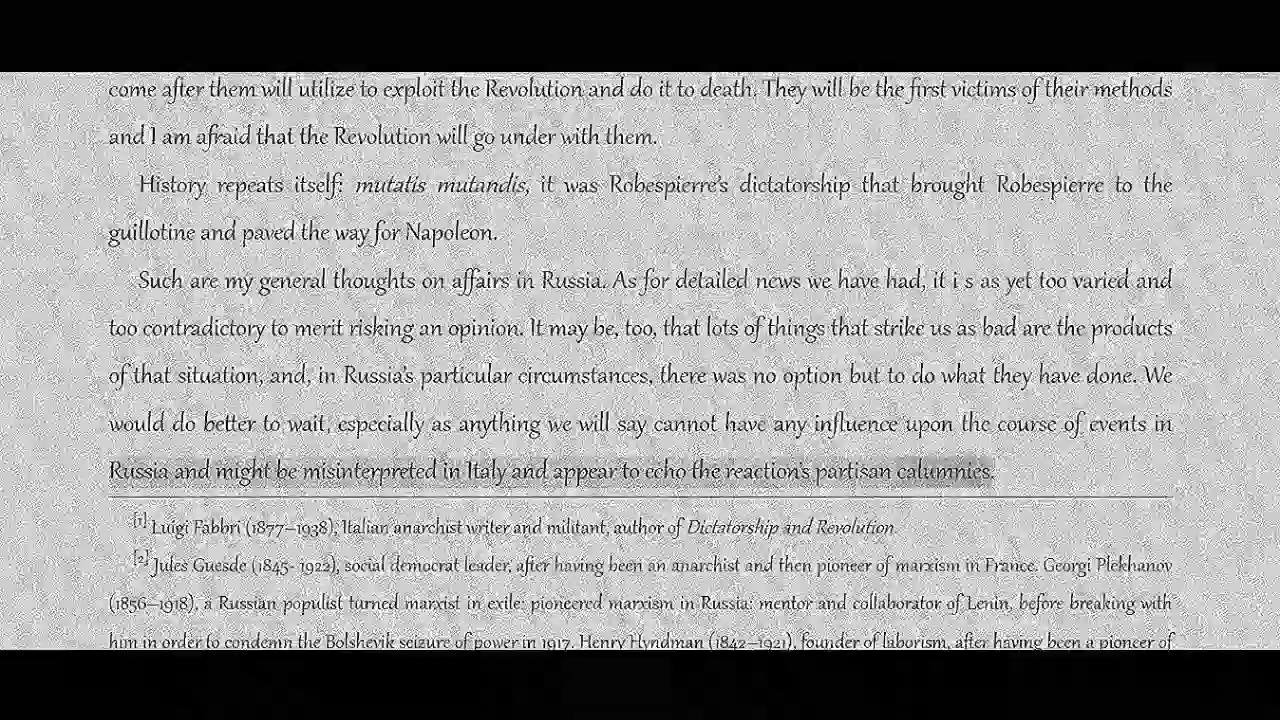 come after them will utilize to exploit the Revolution and do it to death. They will be the first victims of their methods
and I am afraid that the Revolution will go under with them.
History repeats itself: mutatis mutandis, it was Robespierre's dictatorship that brought Robespierre to the
guillotine and paved the way for Napoleon.
Such are my general thoughts on affairs in Russia. As for detailed news we have had, it i s as yet too varied and
too contradictory to merit risking an opinion. It may be, too, that lots of things that strike us as bad are the products
of that situation, and, in Russia's particular circumstances, there was no option but to do what they have done. We
would do better to wait, especially as anything we will say cannot have any influence upon the course of events in
Russia and might be misinterpreted in Italy and appear to echo the reaction's partisan calumnies.
[1] Luigi Fabbri (1877–1938), Italian anarchist writer and militant, author of Dictatorship and Revolution.
[2] Jules Guesde (1845- 1922), social democrat leader, after having been an anarchist and then pioneer of marxism in France. Georgi Plekhanov
(1856–1918), a Russian populist turned marxist in exile: pioneered marxism in Russia: mentor and collaborator of Lenin, before breaking with
him in order to condemn the Bolshevik seizure of power in 1917. Henry Hyndman (1842–1921), founder of laborism, after having been a pioneer of